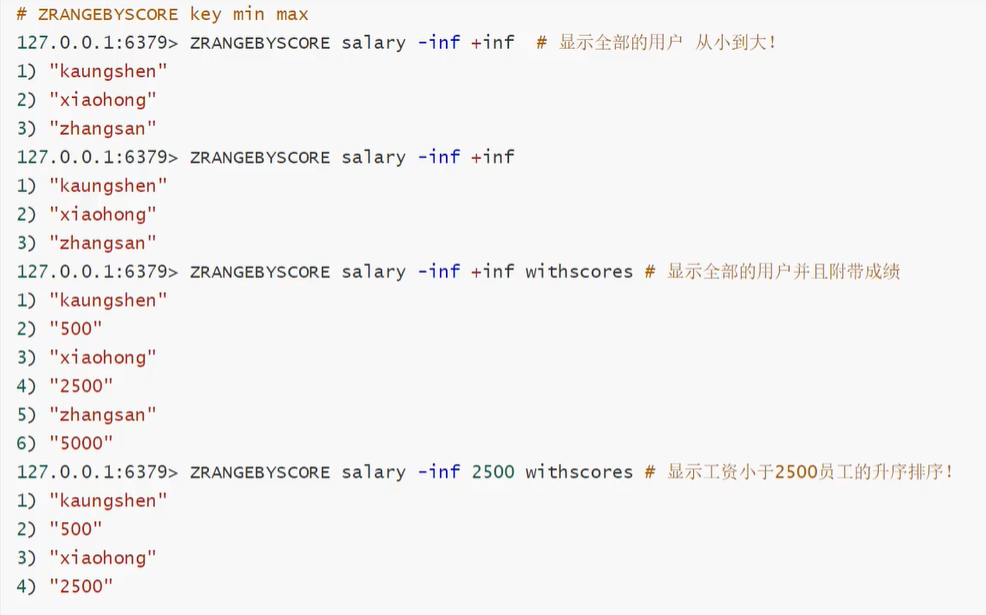 # ZRANGEBYSCORE key min max
127.0.0.1:6379> ZRANGEBYSCORE salary -inf +inf  # 显示全部的用户 从小到大!
1) "kaungshen"
2) "xiaohong"
3) "zhangsan"
127.0.0.1:6379> ZRANGEBYSCORE salary -inf +inf
1) "kaungshen"
2) "xiaohong"
3) "zhangsan"
127.0.0.1:6379> ZRANGEBYSCORE salary -inf +inf withscores # 显示全部的用户并且附带成绩
1) "kaungshen"
2) "500"
3) "xiaohong"
4) "2500"
5) "zhangsan"
6) "5000"
127.0.0.1:6379> ZRANGEBYSCORE salary -inf 2500 withscores # 显示工资小于2500员工的升序排序!
1) "kaungshen"
2) "500"
3) "xiaohong"
4) "2500"